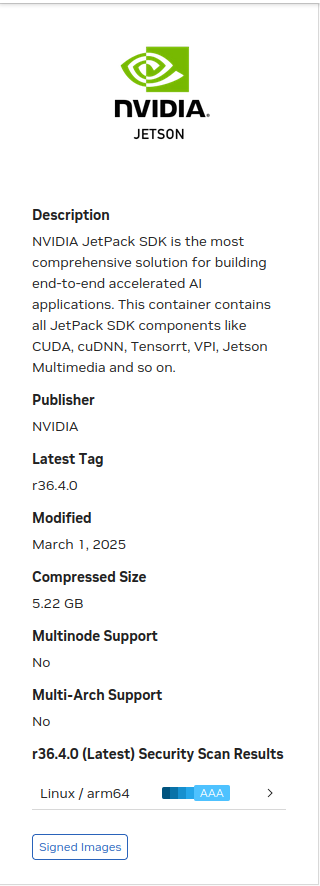 NVIDIA.
JETSON
Description
NVIDIA JetPack SDK is the most
comprehensive solution for building
end-to-end accelerated AI
applications. This container contains
all JetPack SDK components like
CUDA, cuDNN, Tensorrt, VPI, Jetson
Multimedia and so on.
Publisher
NVIDIA
Latest Tag
r36.4.0
Modified
March 1, 2025
Compressed Size
5.22 GB
Multinode Support
No
Multi-Arch Support
No
r36.4.0 (Latest) Security Scan Results
Linux / arm64 AAA
Signed Images